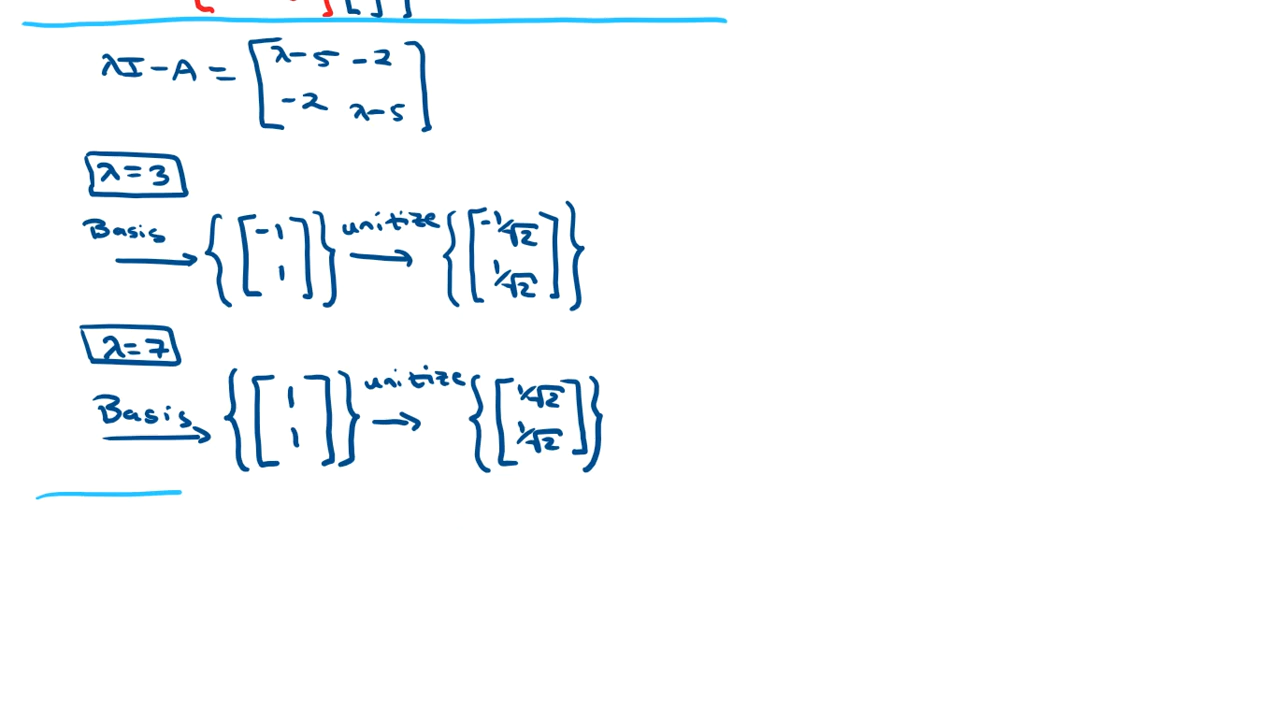 λI - A = [λ-5 -2
-2 λ-5]
λ=3
Basis → {[-1 1]} unitize → {[-1/√2 1/√2]}
λ=7
Basis → {[1 1]} unitize → {[1/√2 1/√2]}